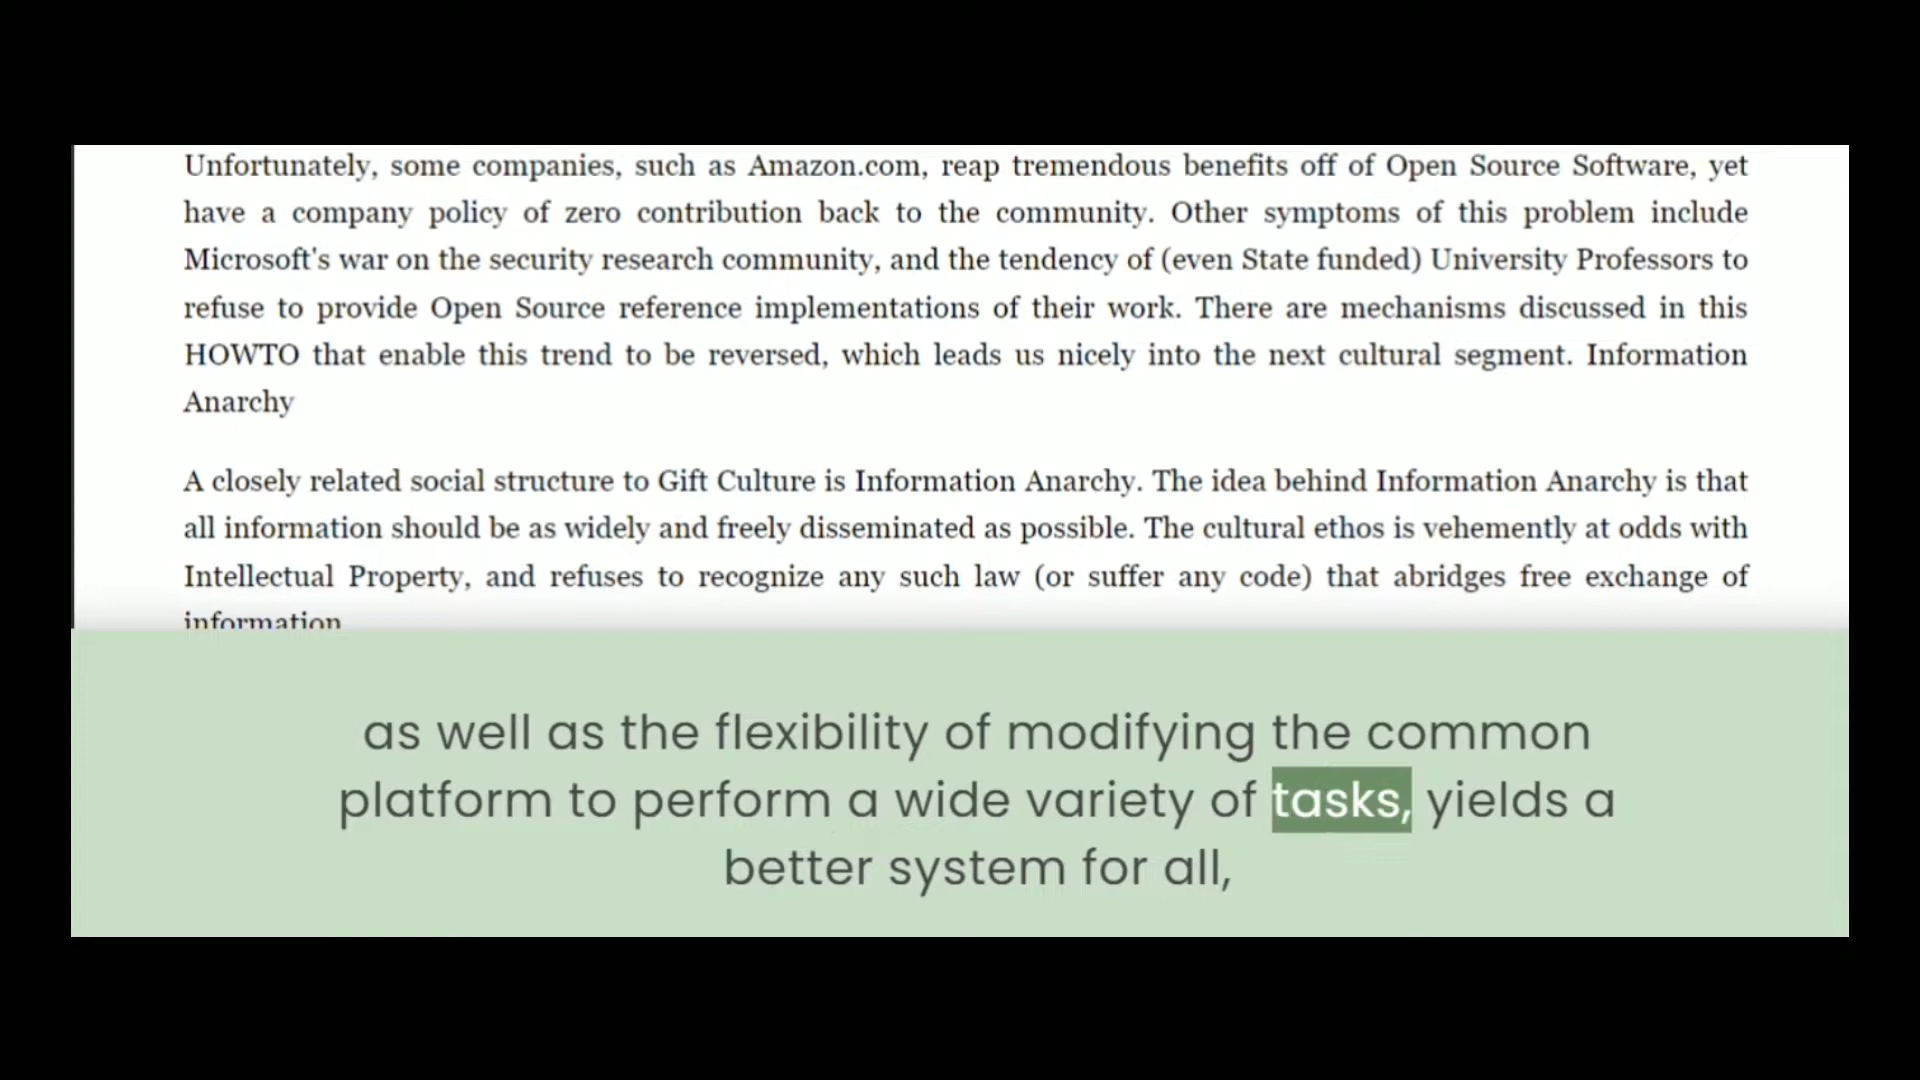 Unfortunately, some companies, such as Amazon.com, reap tremendous benefits off of Open Source Software, yet
have a company policy of zero contribution back to the community. Other symptoms of this problem include
Microsoft's war on the security research community, and the tendency of (even State funded) University Professors to
refuse to provide Open Source reference implementations of their work. There are mechanisms discussed in this
HOWTO that enable this trend to be reversed, which leads us nicely into the next cultural segment. Information
Anarchy
A closely related social structure to Gift Culture is Information Anarchy. The idea behind Information Anarchy is that
all information should be as widely and freely disseminated as possible. The cultural ethos is vehemently at odds with
Intellectual Property, and refuses to recognize any such law (or suffer any code) that abridges free exchange of
information
as well as the flexibility of modifying the common
platform to perform a wide variety of tasks, yields a
better system for all,